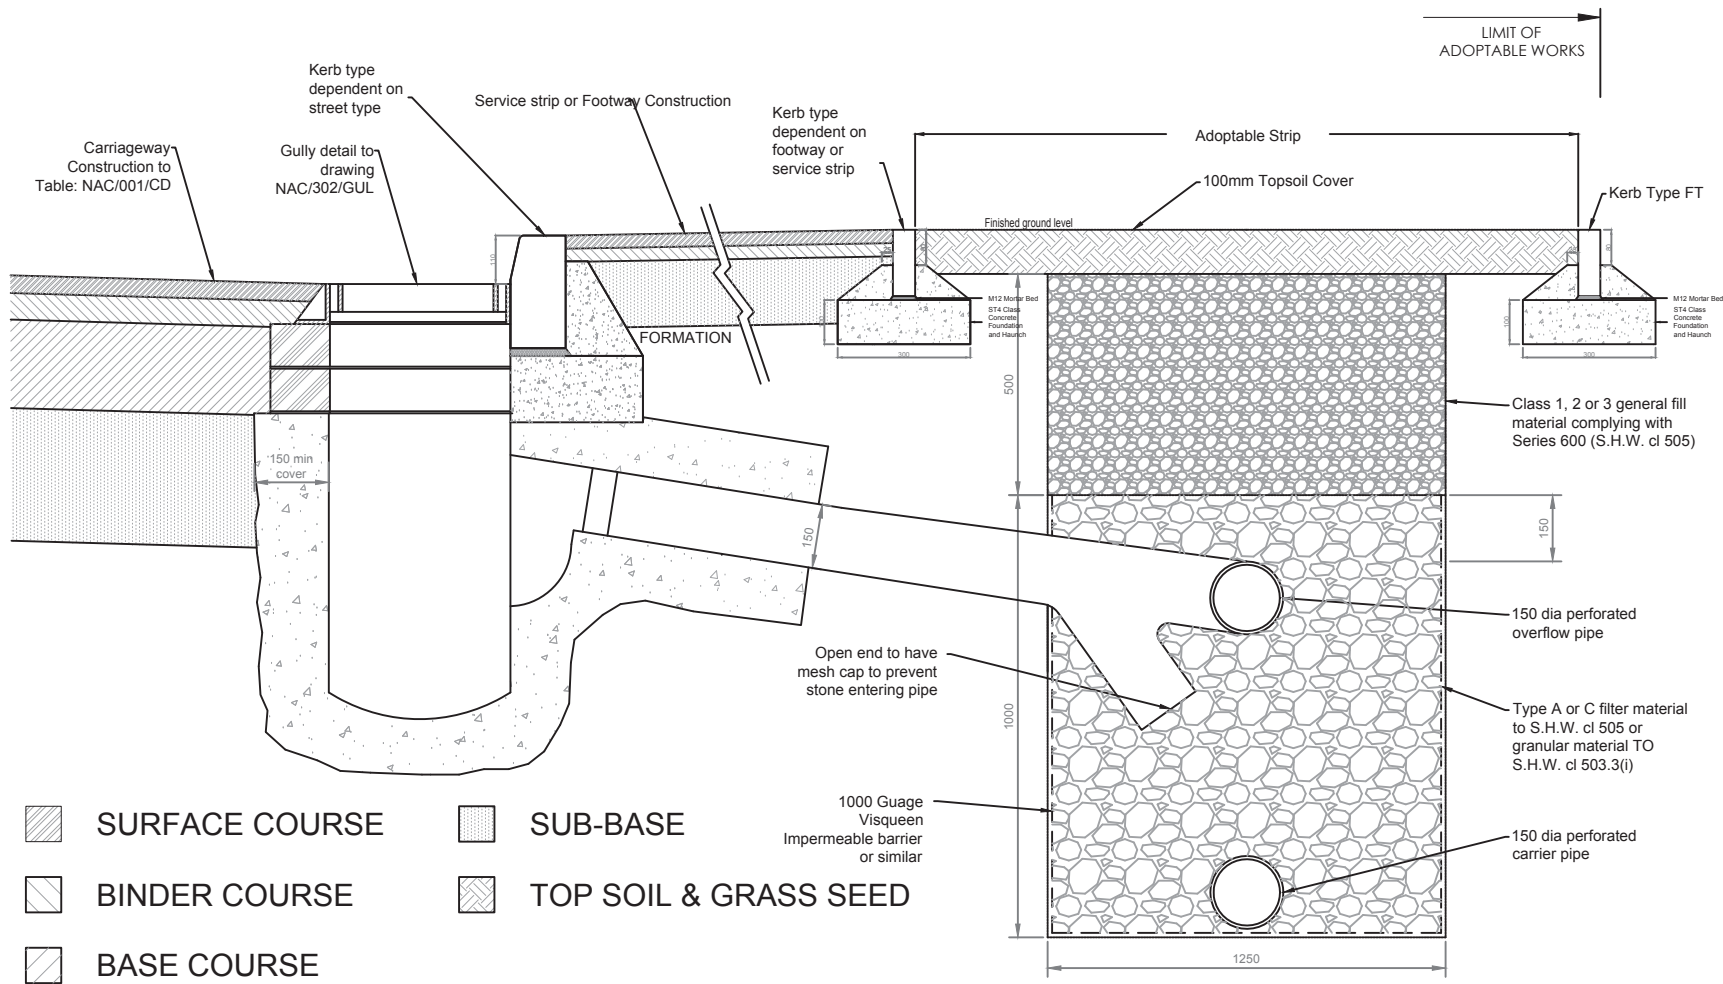 LIMIT OF
ADOPTABLE WORKS
Kerb type
dependent on
street type
Service strip or Footway Construction
Kerb type
dependent on
footway or
service strip
Adoptable Strip
Carriageway
Construction to
Table: NAC/001/CD
Gully detail to
drawing
NAC/302/GUL
100mm Topsoil Cover
Kerb Type FT
Finished ground level
110
80
M12 Mortar Bed
ST4 Class
Concrete
Foundation
and Haunch
300
M12 Mortar Bed
ST4 Class
Concrete
Foundation
and Haunch
100
300
FORMATION
500
Class 1, 2 or 3 general fill
material complying with
Series 600 (S.H.W. cl 505)
150 min
cover
150
150
150 dia perforated
overflow pipe
Open end to have
mesh cap to prevent
stone entering pipe
1000
Type A or C filter material
to S.H.W. cl 505 or
granular material TO
S.H.W. cl 503.3(i)
1000 Guage
Visqueen
Impermeable barrier
or similar
150 dia perforated
carrier pipe
1250
SURFACE COURSE
SUB-BASE
BINDER COURSE
TOP SOIL & GRASS SEED
BASE COURSE